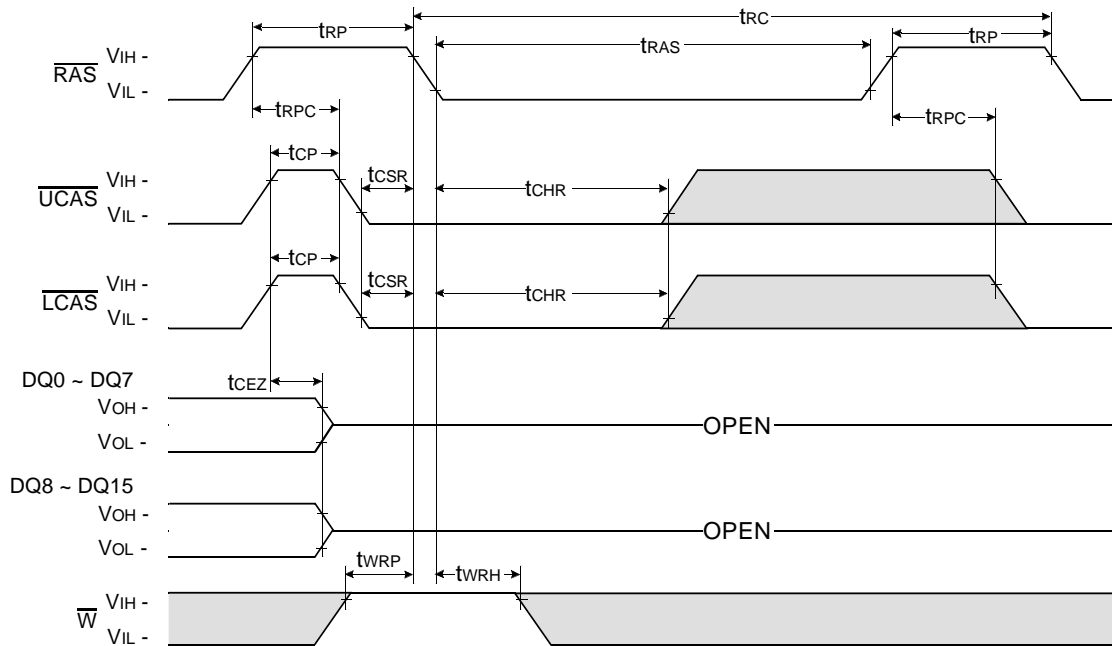 tRP
tRC
tRAS
tRP
RAS
VIH -
VIL -
tRPC
tRPC
tCP
tCSR
tCHR
UCAS
VIH -
VIL -
tCP
tCSR
tCHR
LCAS
VIH -
VIL -
DQ0 ~ DQ7
tCEZ
VOH -
VOL -
OPEN
DQ8 ~ DQ15
VOH -
VOL -
OPEN
tWRP
tWRH
W
VIH -
VIL -